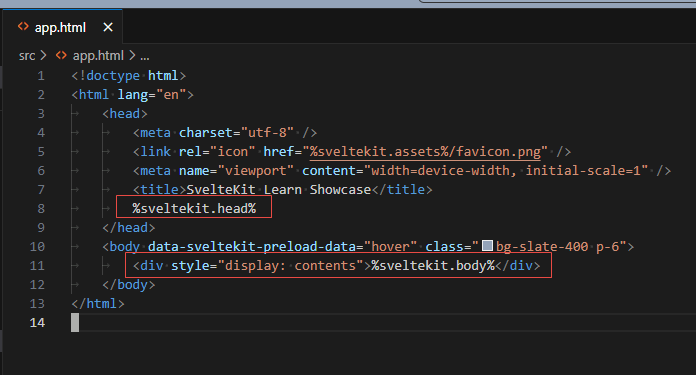 app.html
src > app.html > ...
1 <!doctype html>
2 <html lang="en">
3 <head>
4 <meta charset="utf-8" />
5 <link rel="icon" href="%sveltekit.assets%/favicon.png" />
6 <meta name="viewport" content="width=device-width, initial-scale=1" />
7 <title>SvelteKit Learn Showcase</title>
8 %sveltekit.head%
9 </head>
10 <body data-sveltekit-preload-data="hover" class="bg-slate-400 p-6">
11 <div style="display: contents">%sveltekit.body%</div>
12 </body>
13 </html>
14